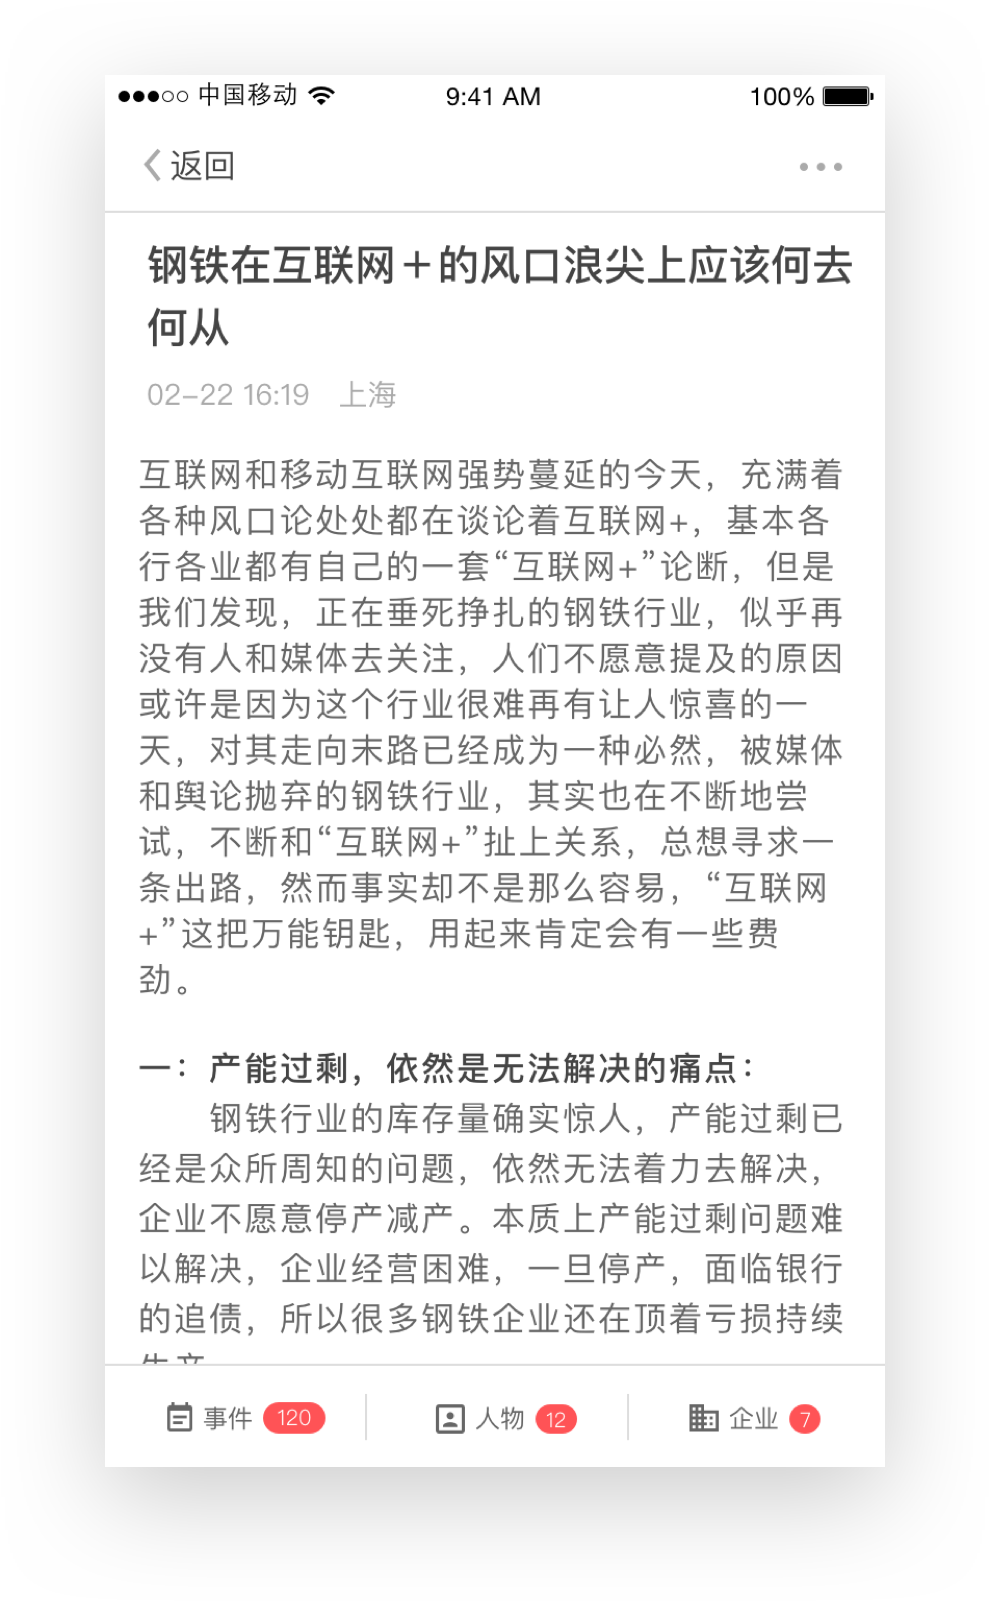 中国移动 9:41 AM 100%
返回
钢铁在互联网＋的风口浪尖上应该何去
何从
02-22 16:19 上海
互联网和移动互联网强势蔓延的今天，充满着
各种风口论处处都在谈论着互联网+，基本各
行各业都有自己的一套“互联网+”论断，但是
我们发现，正在垂死挣扎的钢铁行业，似乎再
没有人和媒体去关注，人们不愿意提及的原因
或许是因为这个行业很难再有让人惊喜的一
天，对其走向末路已经成为一种必然，被媒体
和舆论抛弃的钢铁行业，其实也在不断地尝
试，不断和“互联网+”扯上关系，总想寻求一
条出路，然而事实却不是那么容易，“互联网
+”这把万能钥匙，用起来肯定会有一些费
劲。
一：产能过剩，依然是无法解决的痛点：
钢铁行业的库存量确实惊人，产能过剩已
经是众所周知的问题，依然无法着力去解决，
企业不愿意停产减产。本质上产能过剩问题难
以解决，企业经营困难，一旦停产，面临银行
的追债，所以很多钢铁企业还在顶着亏损持续
事件 120 人物 12 企业 7